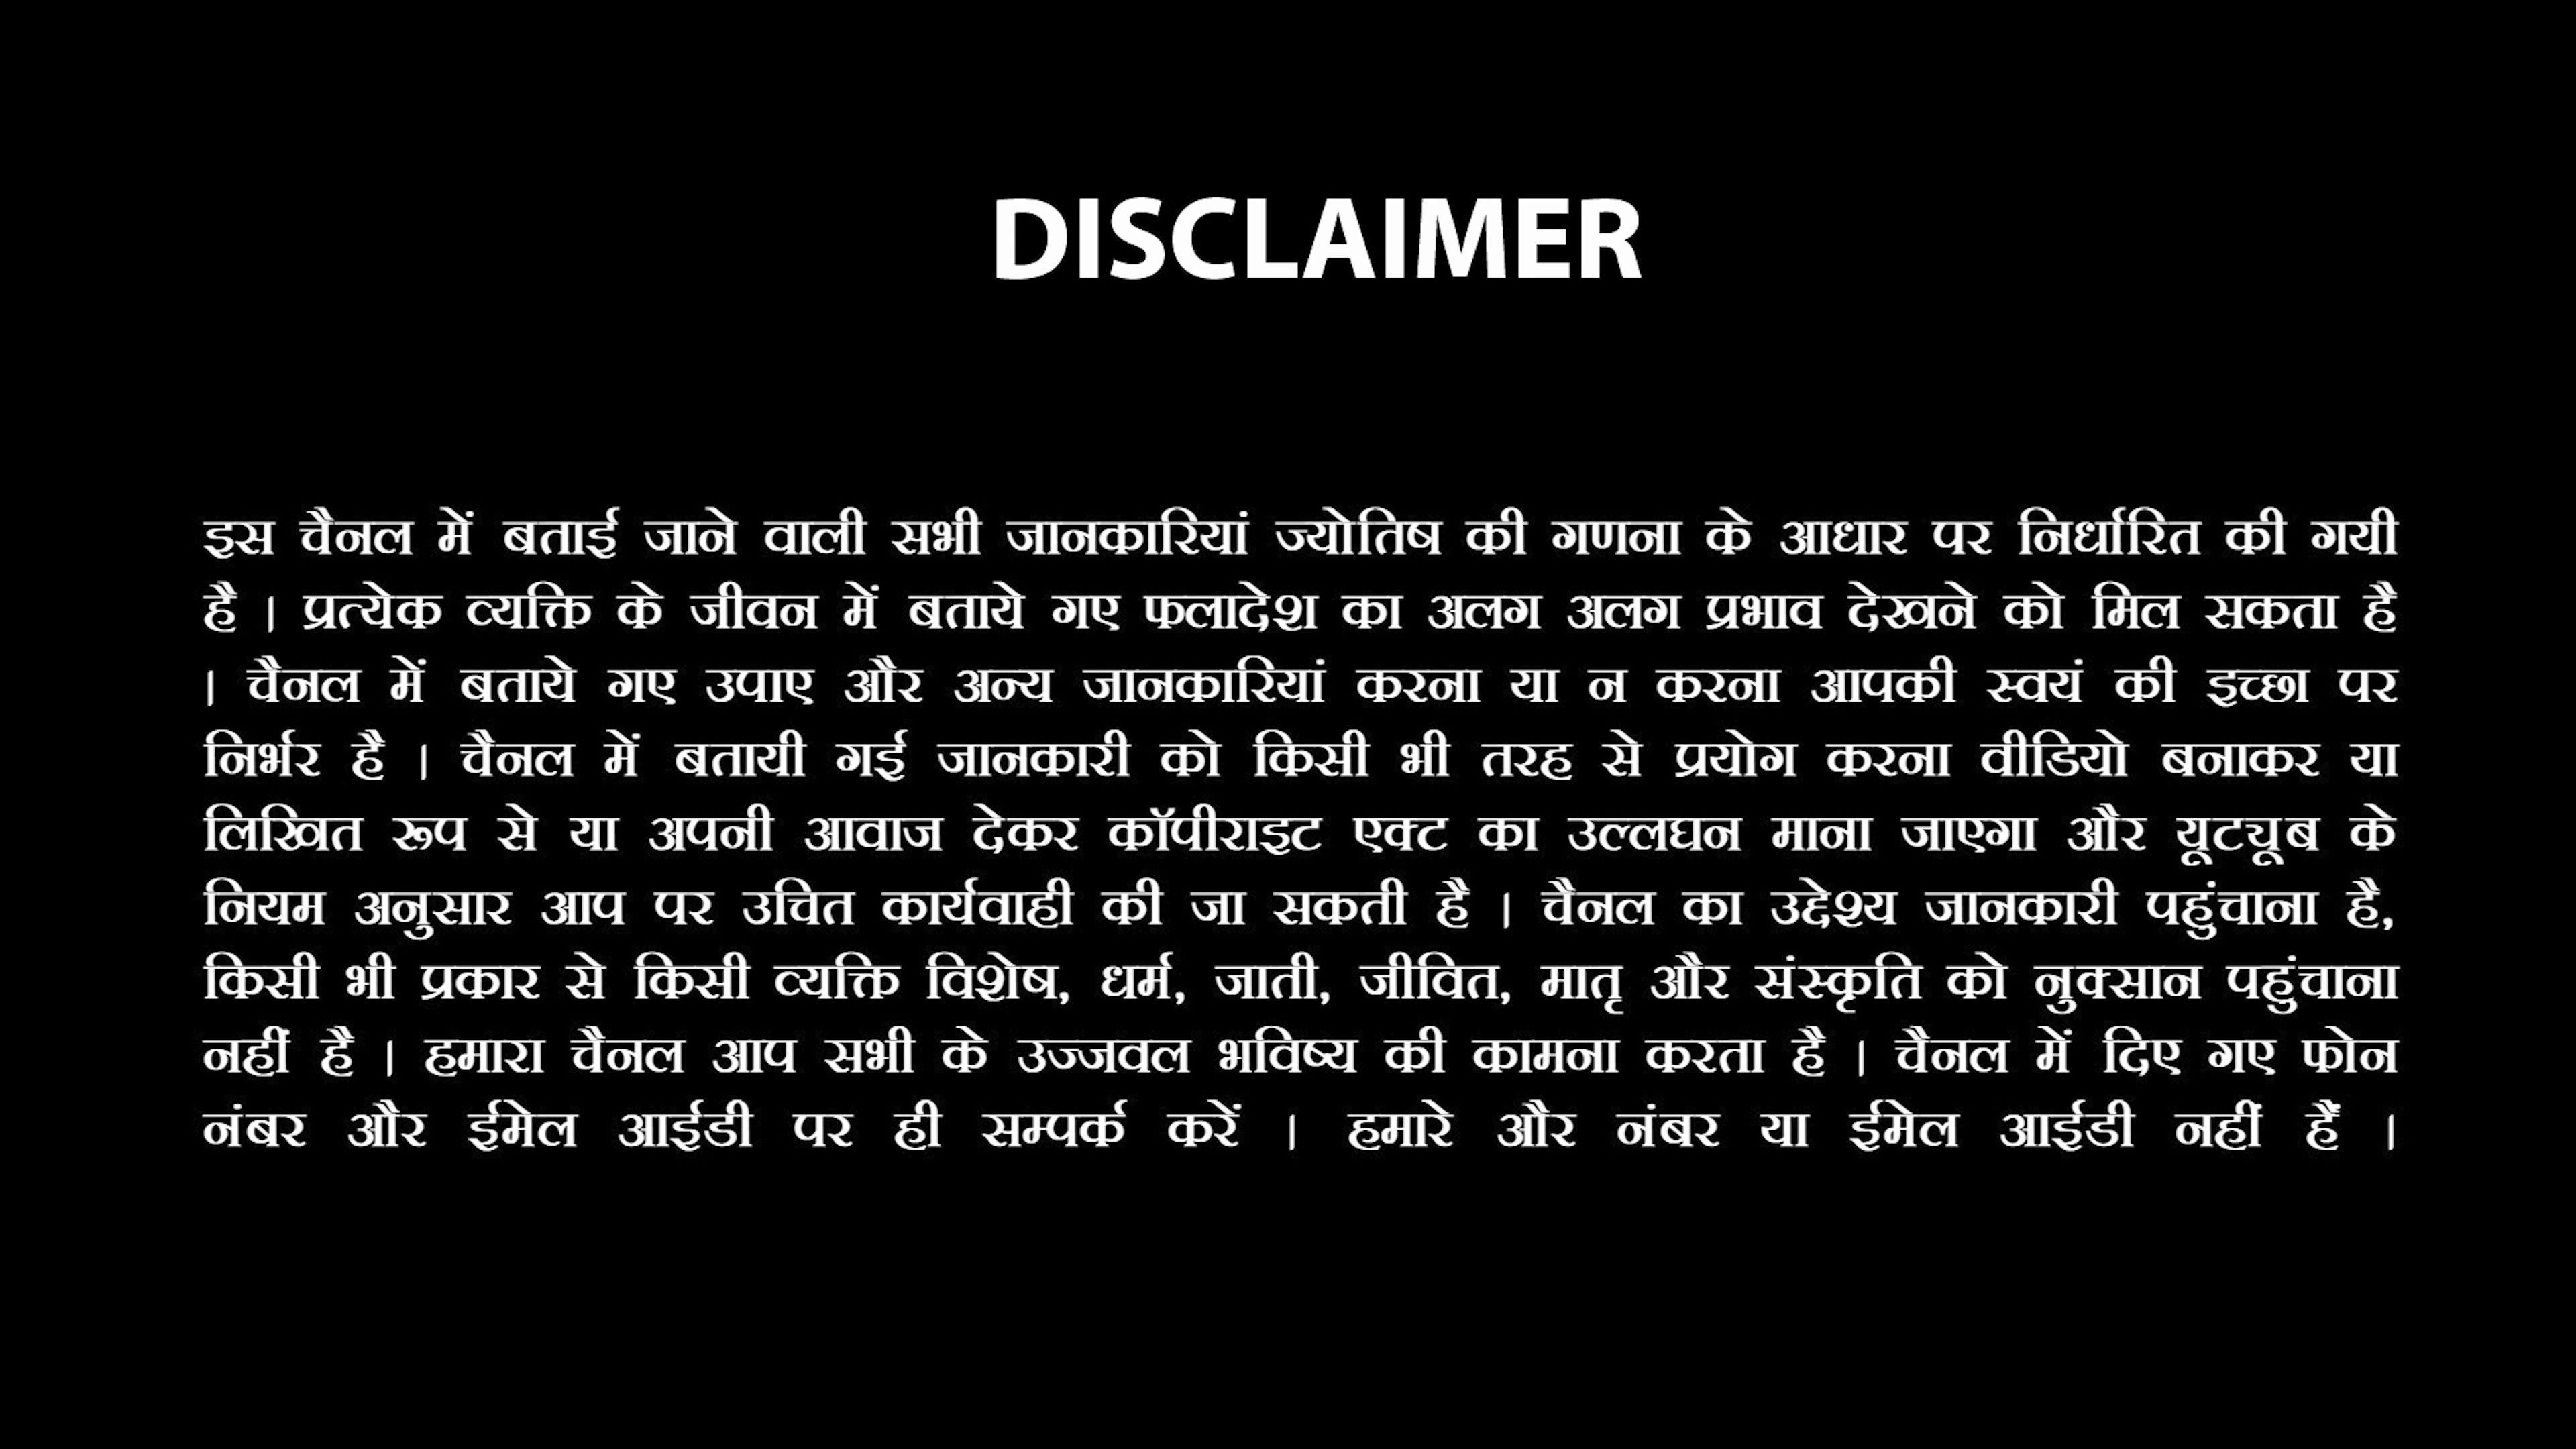 DISCLAIMER
इस चैनल में बताई जाने वाली सभी जानकारियां ज्योतिष की गणना के आधार पर निर्धारित की गयी
है । प्रत्येक व्यक्ति के जीवन में बताये गए फलादेश का अलग अलग प्रभाव देखने को मिल सकता है
। चैनल में बताये गए उपाए और अन्य जानकारियां करना या न करना आपकी स्वयं की इच्छा पर
निर्भर है । चैनल में बतायी गई जानकारी को किसी भी तरह से प्रयोग करना वीडियो बनाकर या
लिखित रूप से या अपनी आवाज देकर कॉपीराइट एक्ट का उल्लघन माना जाएगा और यूट्यूब के
नियम अनुसार आप पर उचित कार्यवाही की जा सकती है । चैनल का उद्देश्य जानकारी पहुंचाना है,
किसी भी प्रकार से किसी व्यक्ति विशेष, धर्म, जाती, जीवित, मातृ और संस्कृति को नुक्सान पहुंचाना
नहीं है । हमारा चैनल आप सभी के उज्जवल भविष्य की कामना करता है । चैनल में दिए गए फोन
नंबर और ईमेल आईडी पर ही सम्पर्क करें । हमारे और नंबर या ईमेल आईडी नहीं हैं ।